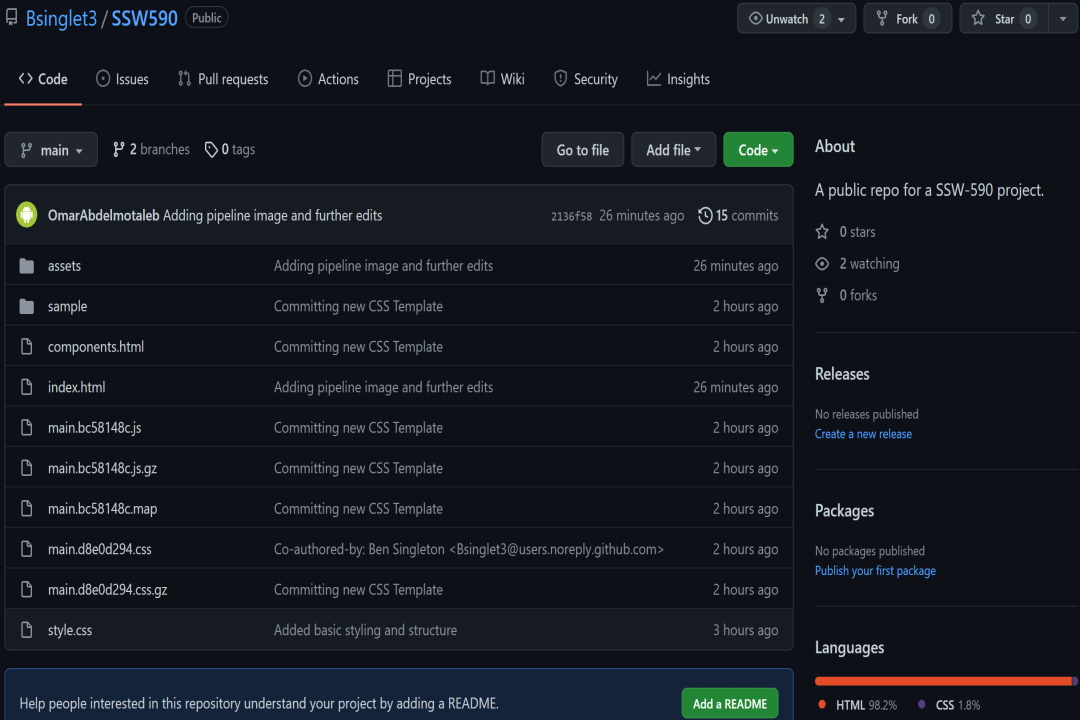 Bsinglet3 / SSW590 Public Unwatch 2 Fork 0 Star 0
Code Issues Pull requests Actions Projects Wiki Security Insights
main 2 branches 0 tags Go to file Add file Code
OmarAbdelmotaleb Adding pipeline image and further edits 2136f58 26 minutes ago 15 commits
assets Adding pipeline image and further edits 26 minutes ago
sample Committing new CSS Template 2 hours ago
components.html Committing new CSS Template 2 hours ago
index.html Adding pipeline image and further edits 26 minutes ago
main.bc58148c.js Committing new CSS Template 2 hours ago
main.bc58148c.js.gz Committing new CSS Template 2 hours ago
main.bc58148c.map Committing new CSS Template 2 hours ago
main.d8e0d294.css Co-authored-by: Ben Singleton <Bsinglet3@users.noreply.github.com> 2 hours ago
main.d8e0d294.css.gz Committing new CSS Template 2 hours ago
style.css Added basic styling and structure 3 hours ago
Help people interested in this repository understand your project by adding a README. Add a README
About
A public repo for a SSW-590 project.
0 stars
2 watching
0 forks
Releases
No releases published
Create a new release
Packages
No packages published
Publish your first package
Languages
HTML 98.2% CSS 1.8%